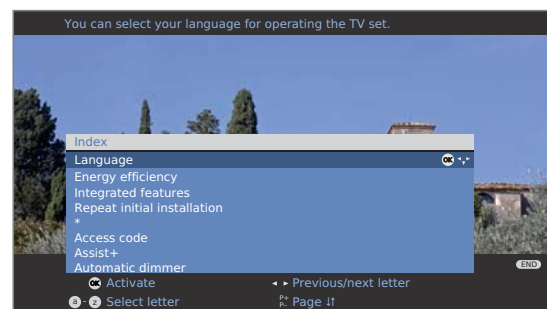 You can select your language for operating the TV set.
Index
Language OK
Energy efficiency
Integrated features
Repeat initial installation
*
Access code
Assist+
Automatic dimmer
END
OK Activate Previous/next letter
a - z Select letter P+ P- Page ↓↑